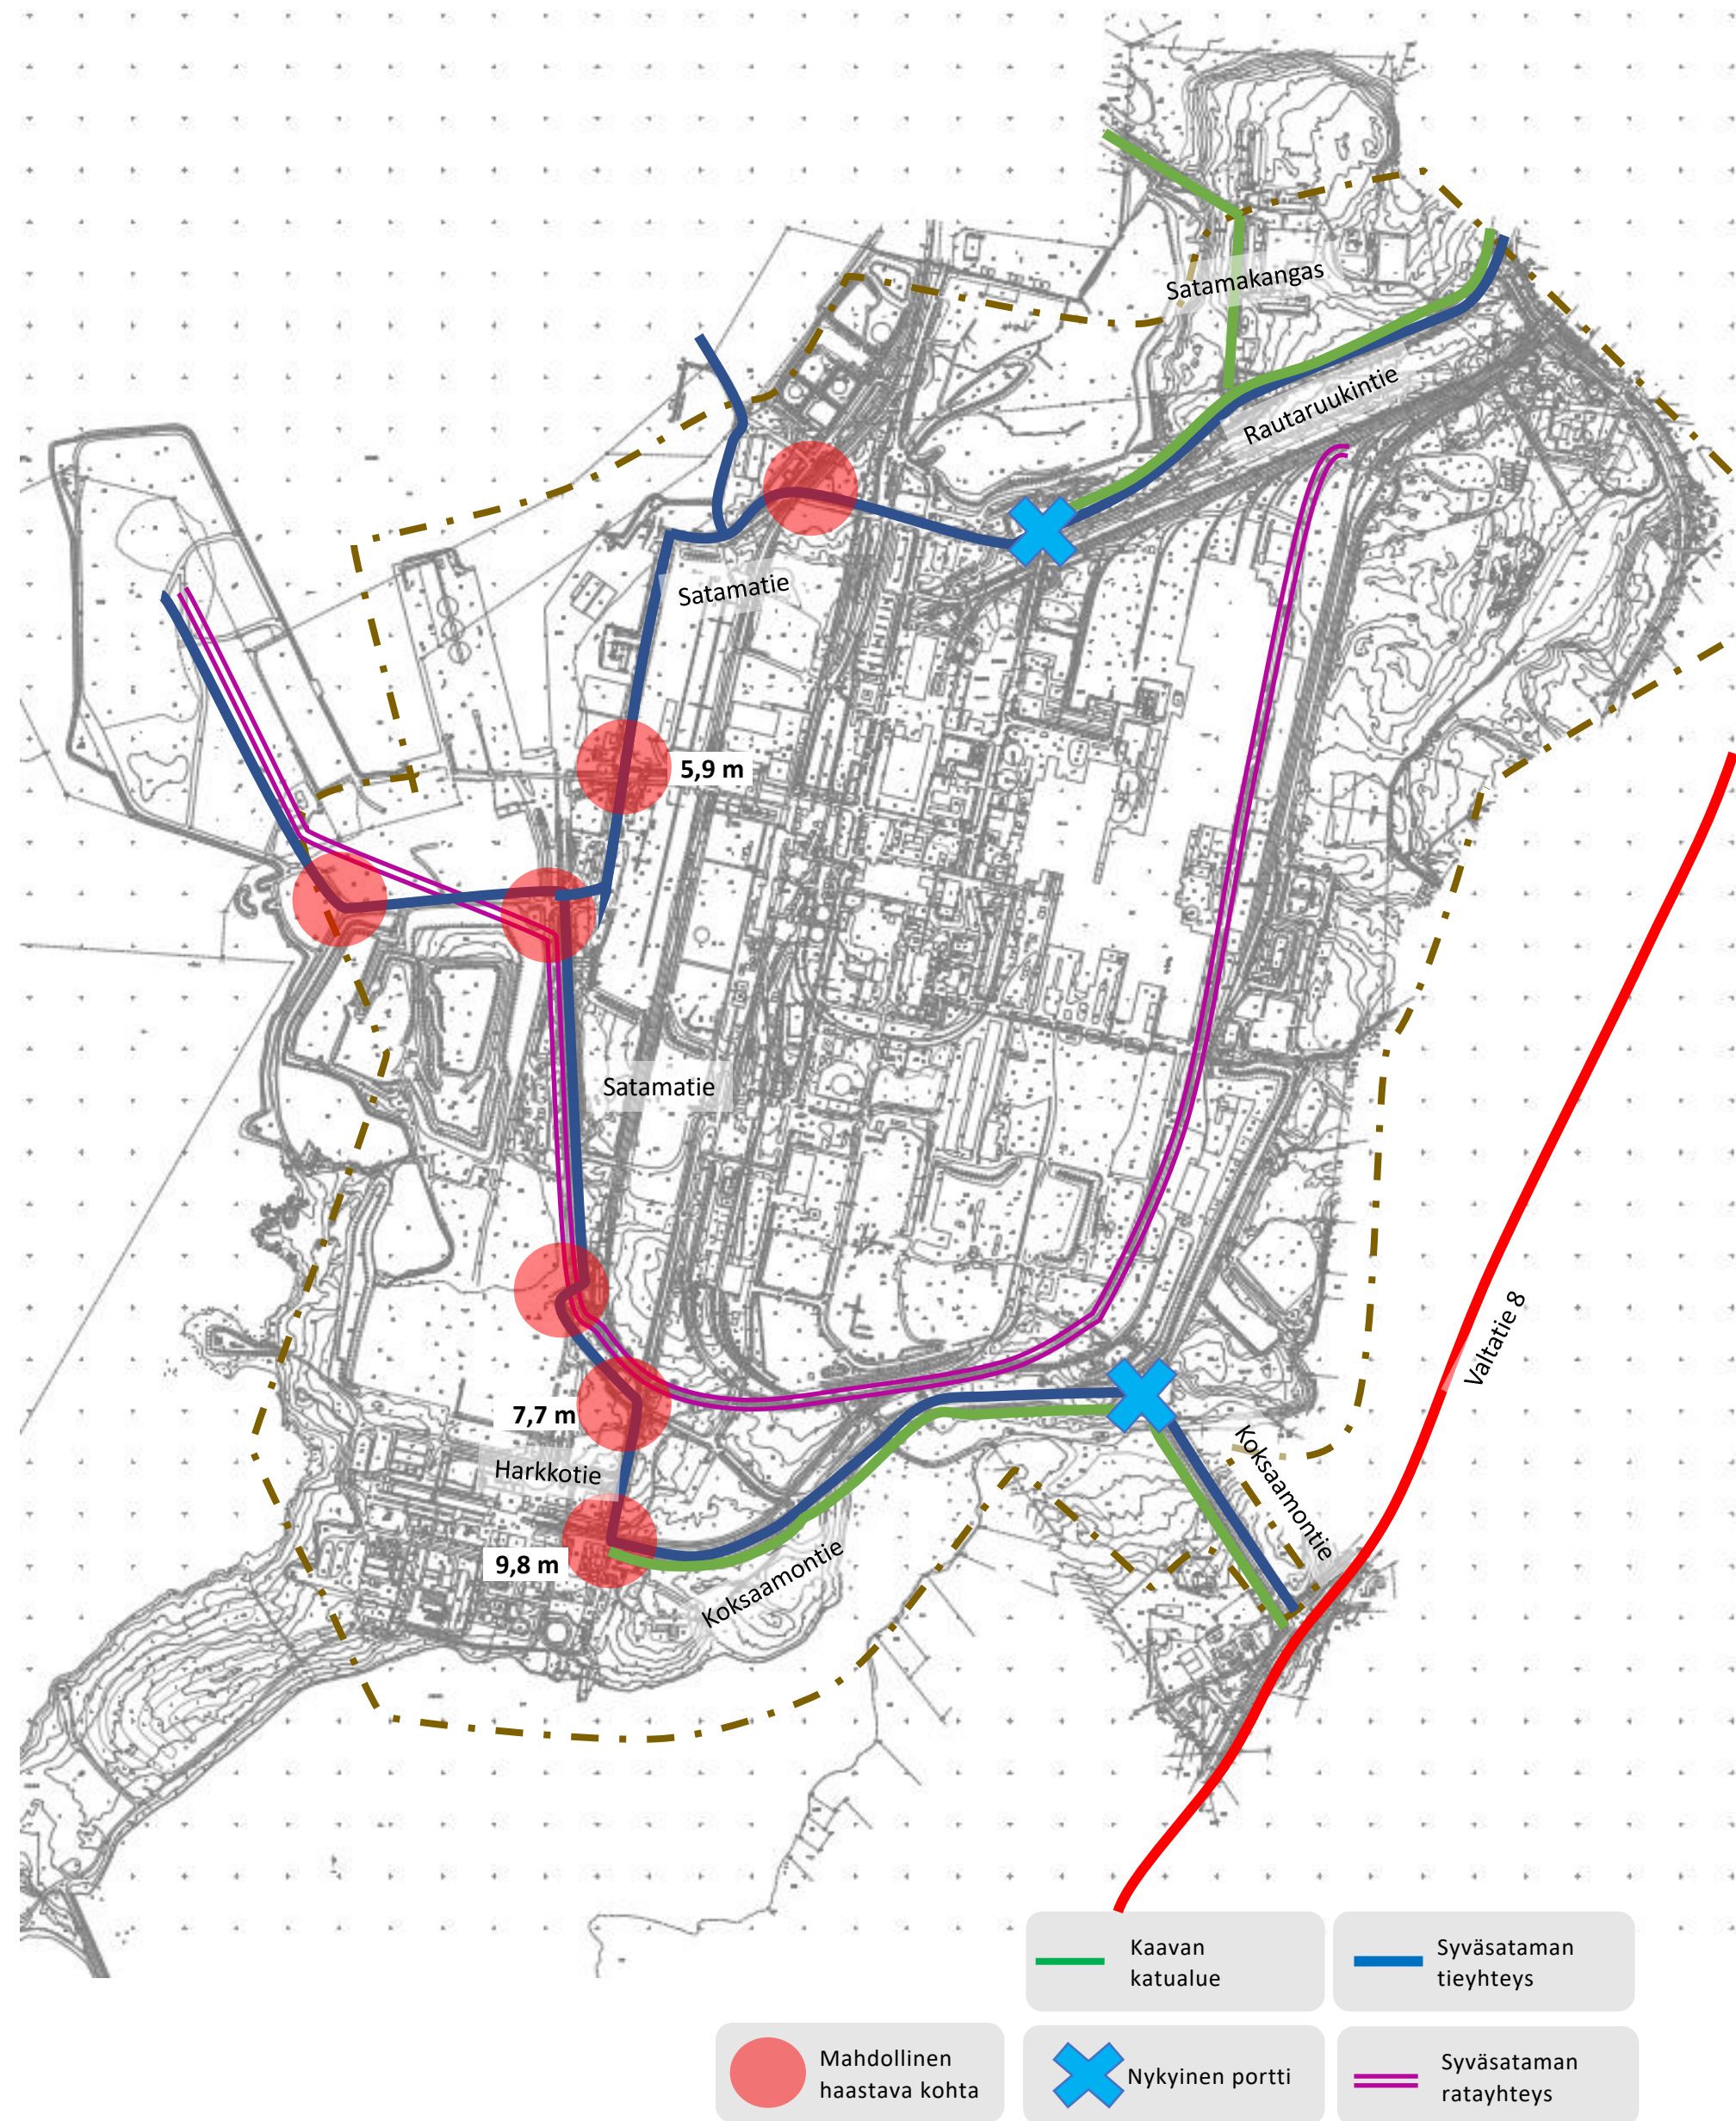 Satamakangas
Rautaruukintie
Satamatie
5,9 m
Satamatie
Valtatie 8
7,7 m
Harkkotie
Koksaamontie
9,8 m
Koksaamontie
Kaavan
katualue
Syväsataman
tieyhteys
Mahdollinen
haastava kohta
Nykyinen portti
Syväsataman
ratayhteys